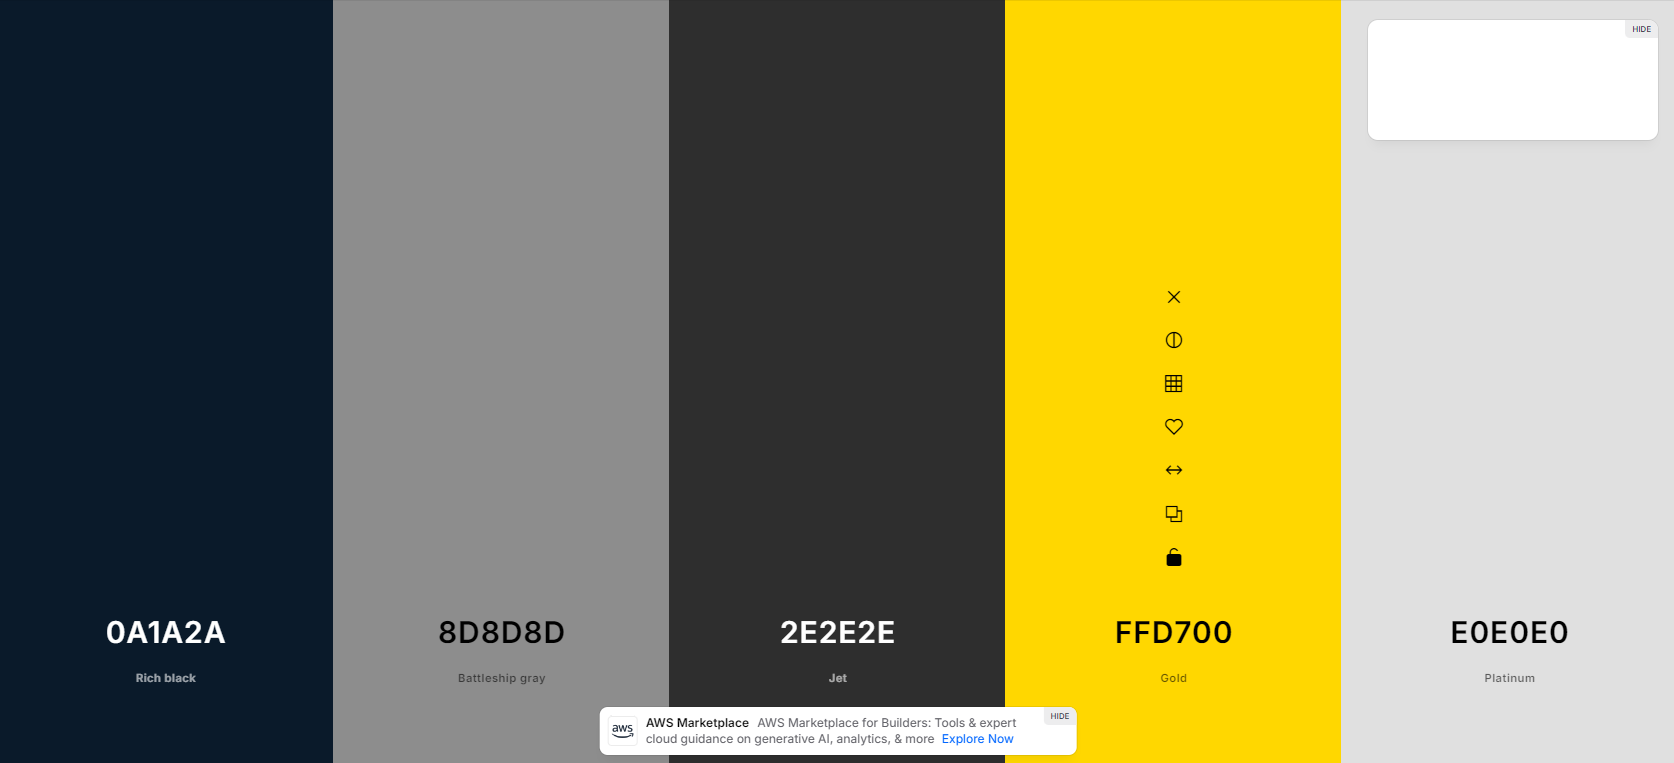 HIDE
0A1A2A
Rich black
8D8D8D
Battleship gray
2E2E2E
Jet
FFD700
Gold
E0E0E0
Platinum
aws
AWS Marketplace AWS Marketplace for Builders: Tools & expert
cloud guidance on generative AI, analytics, & more Explore Now
HIDE